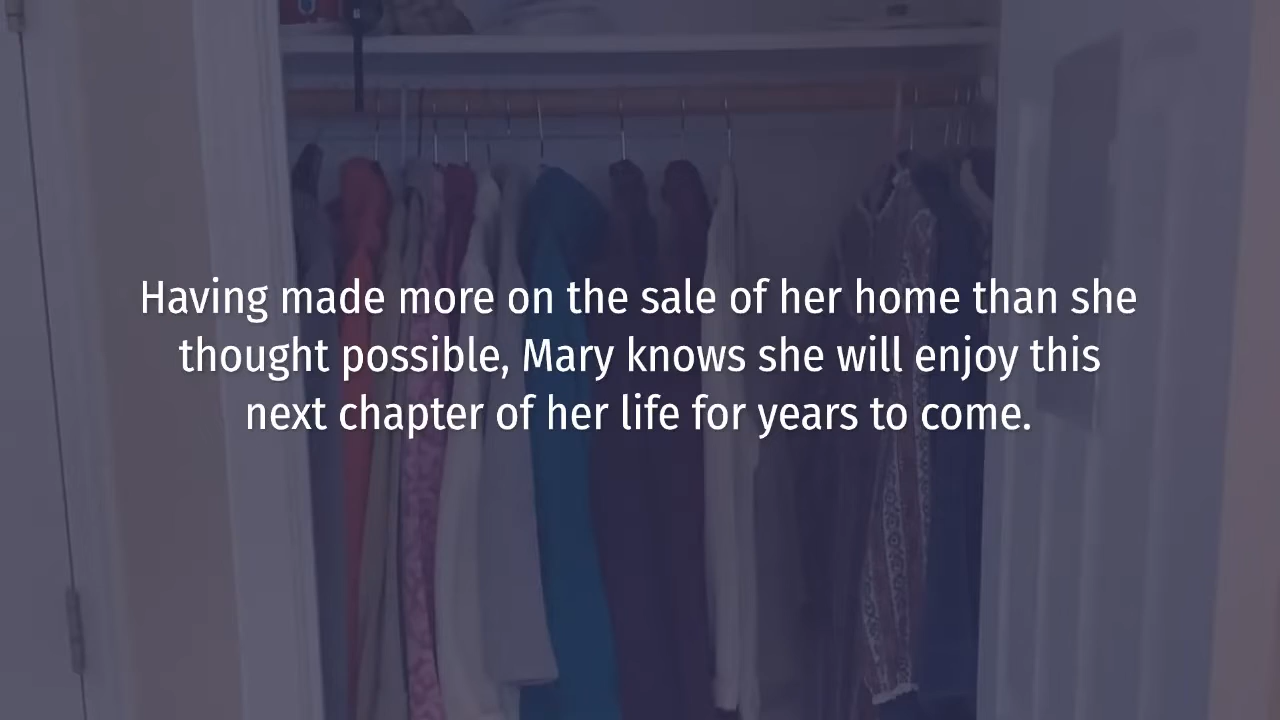 Having made more on the sale of her home than she
thought possible, Mary knows she will enjoy this
next chapter of her life for years to come.